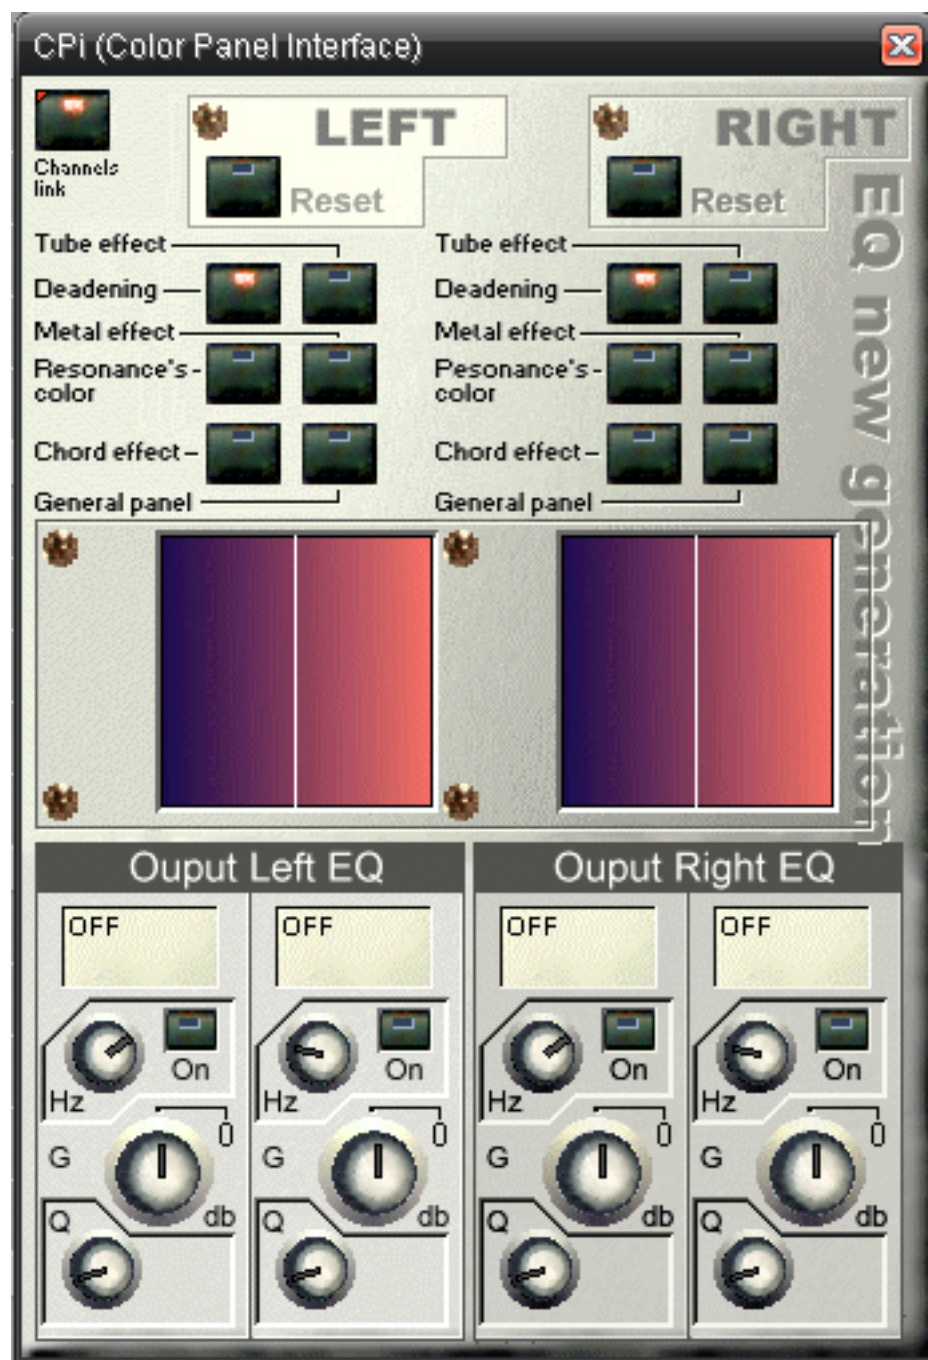 CPi (Color Panel Interface)
Channels
link
LEFT
Reset
RIGHT
Reset
EQ new generation
Tube effect
Deadening
Metal effect
Resonance's
color
Chord effect
General panel
Tube effect
Deadening
Metal effect
Pesonance's
color
Chord effect
General panel
Ouput Left EQ
Ouput Right EQ
OFF
OFF
OFF
OFF
On
On
On
On
Hz
Hz
Hz
Hz
0
0
0
0
G
G
G
G
db
db
db
db
Q
Q
Q
Q